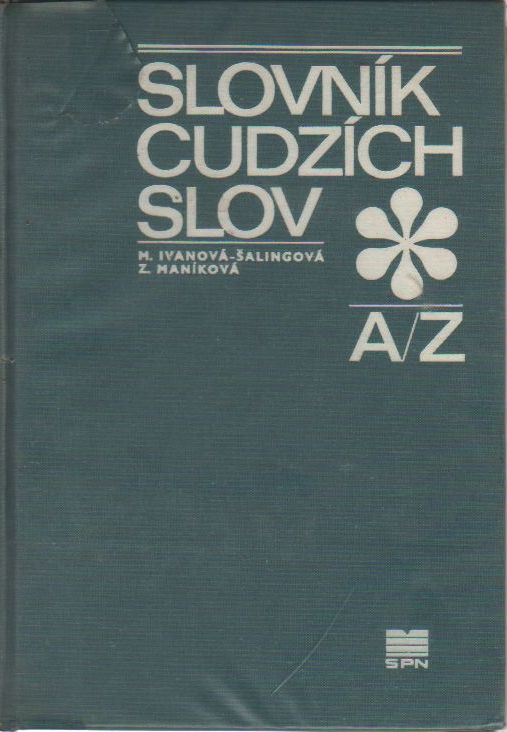 SLOVNÍK
CUDZÍCH
SLOV
M. IVANOVÁ-ŠALINGOVÁ
Z. MANÍKOVÁ
A/Z
SPN